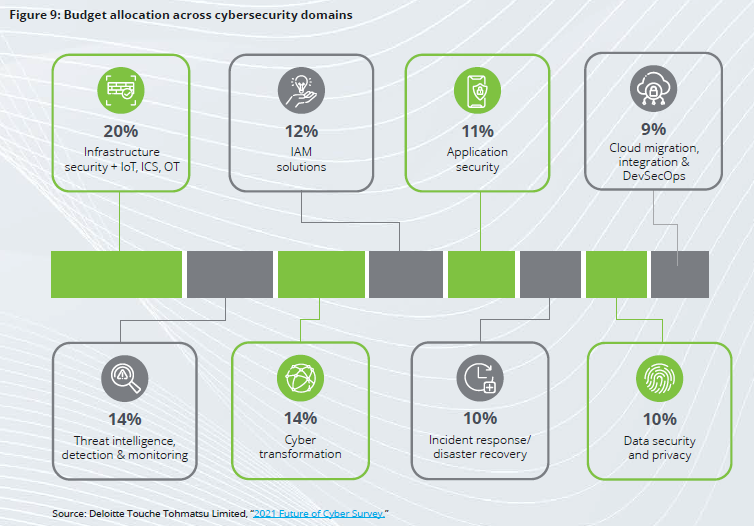 Figure 9: Budget allocation across cybersecurity domains
20%
Infrastructure
security + IoT, ICS, OT
12%
IAM
solutions
11%
Application
security
9%
Cloud migration,
integration &
DevSecOps
14%
Threat intelligence,
detection & monitoring
14%
Cyber
transformation
10%
Incident response/
disaster recovery
10%
Data security
and privacy
Source: Deloitte Touche Tohmatsu Limited, “2021 Future of Cyber Survey.”